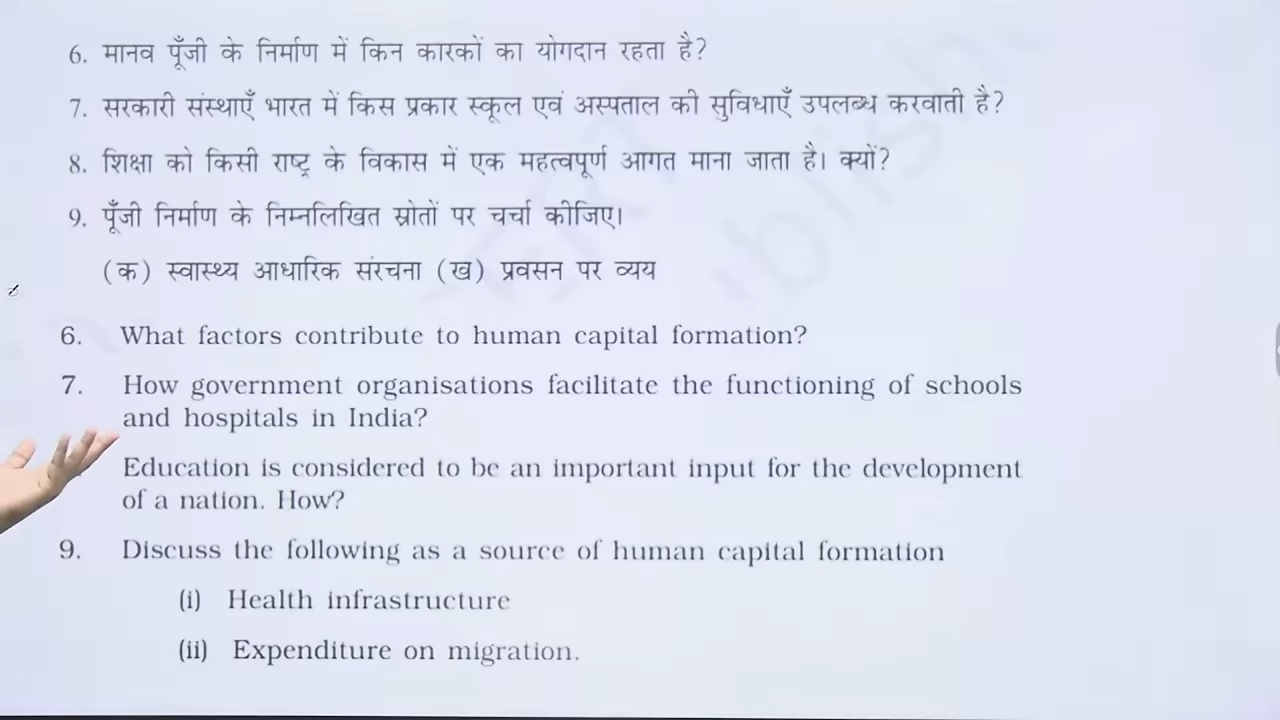 6. मानव पूँजी के निर्माण में किन कारकों का योगदान रहता है?
7. सरकारी संस्थाएँ भारत में किस प्रकार स्कूल एवं अस्पताल की सुविधाएँ उपलब्ध करवाती है?
8. शिक्षा को किसी राष्ट्र के विकास में एक महत्वपूर्ण आगत माना जाता है। क्यों?
9. पूँजी निर्माण के निम्नलिखित स्रोतों पर चर्चा कीजिए।
(क) स्वास्थ्य आधारिक संरचना (ख) प्रवसन पर व्यय
6. What factors contribute to human capital formation?
7. How government organisations facilitate the functioning of schools
and hospitals in India?
Education is considered to be an important input for the development
of a nation. How?
9. Discuss the following as a source of human capital formation
(i) Health infrastructure
(ii) Expenditure on migration.